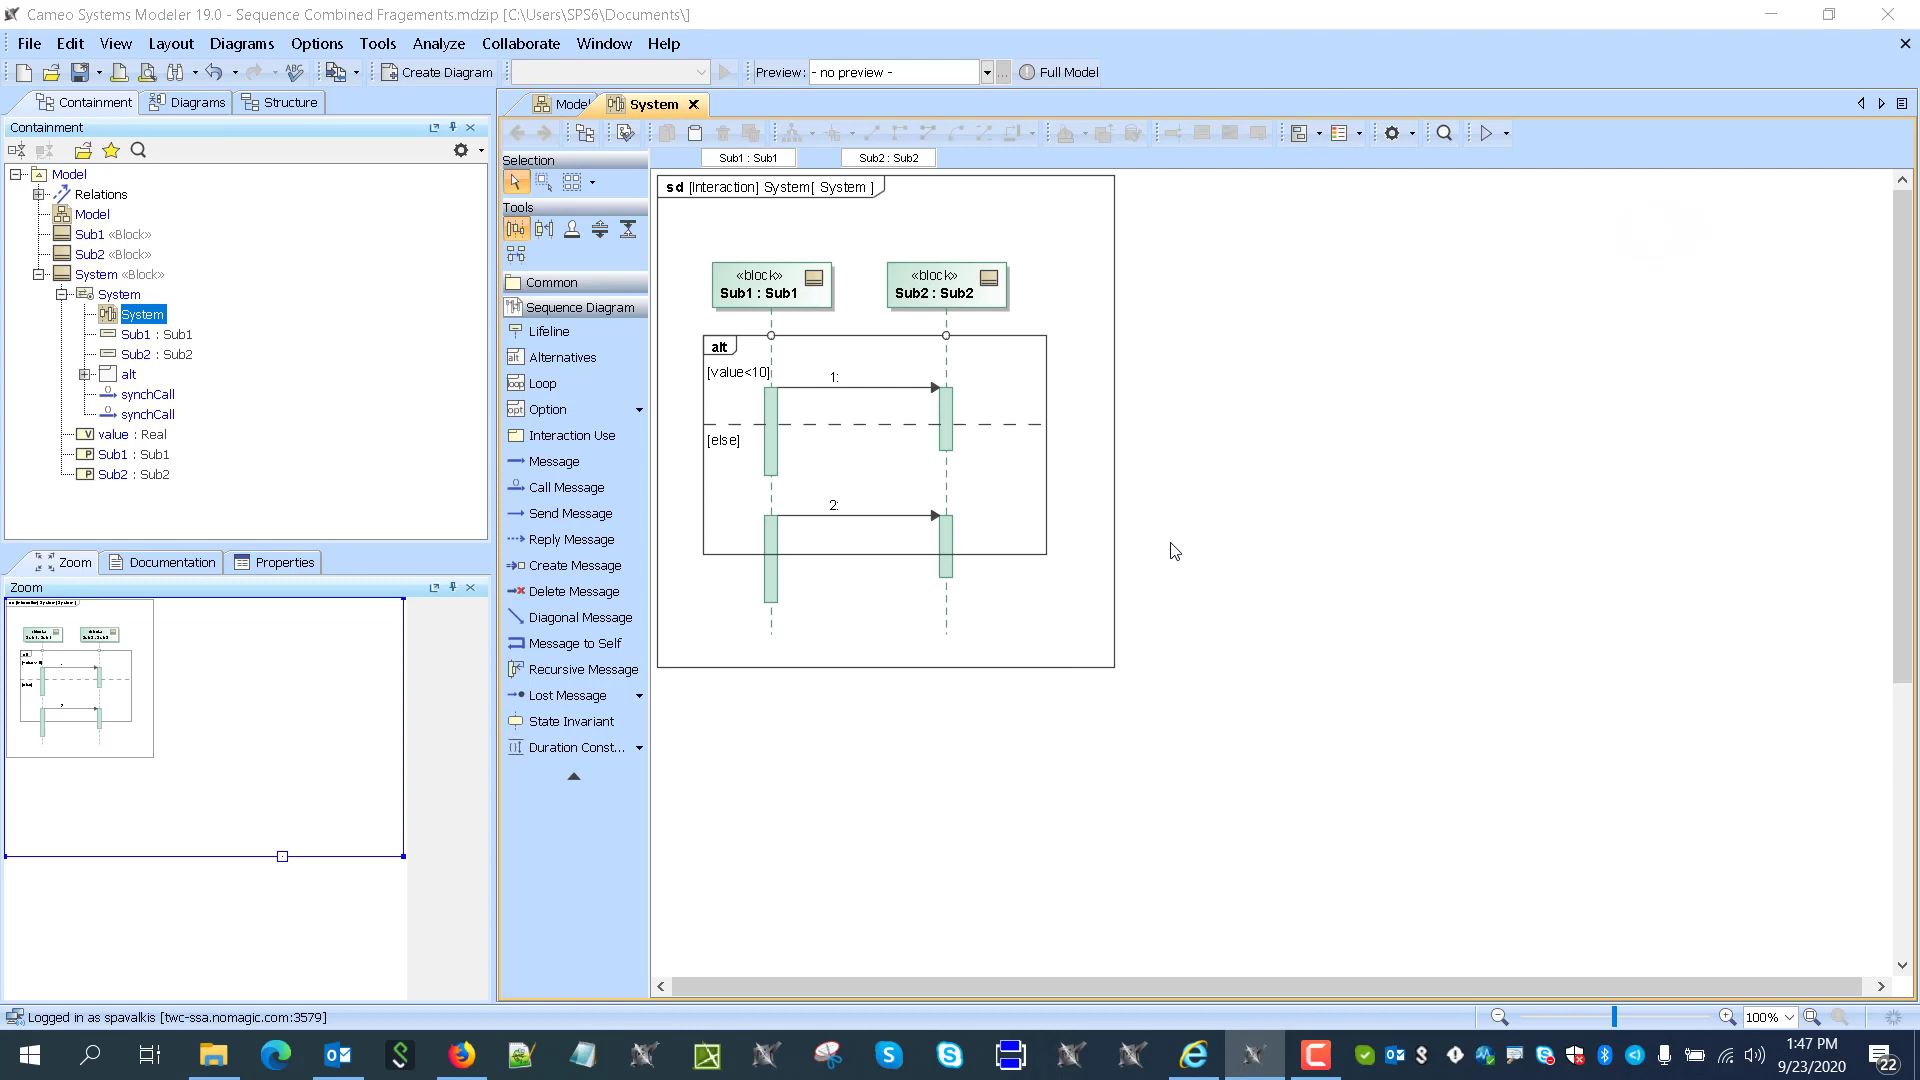 Cameo Systems Modeler 19.0 - Sequence Combined Fragements.mdzip [C:\Users\SPS6\Documents\]
File Edit View Layout Diagrams Options Tools Analyze Collaborate Window Help
Create Diagram Preview: - no preview - ... Full Model
Containment Diagrams Structure
Containment
Model
Relations
Model
Sub1 «Block»
Sub2 «Block»
System «Block»
System
System
Sub1 : Sub1
Sub2 : Sub2
alt
synchCall
synchCall
V value : Real
P Sub1 : Sub1
P Sub2 : Sub2
Zoom Documentation Properties
Zoom
Model System
Sub1 : Sub1 Sub2 : Sub2
Selection
Tools
Common
Sequence Diagram
Lifeline
alt Alternatives
loop Loop
opt Option
Interaction Use
Message
Call Message
Send Message
Reply Message
Create Message
Delete Message
Diagonal Message
Message to Self
Recursive Message
Lost Message
State Invariant
Duration Const...
sd [Interaction] System[ System ]
«block»
Sub1 : Sub1
«block»
Sub2 : Sub2
alt
[value<10]
1:
[else]
2:
Logged in as spavalkis [twc-ssa.nomagic.com:3579]
100%
1:47 PM
9/23/2020
22